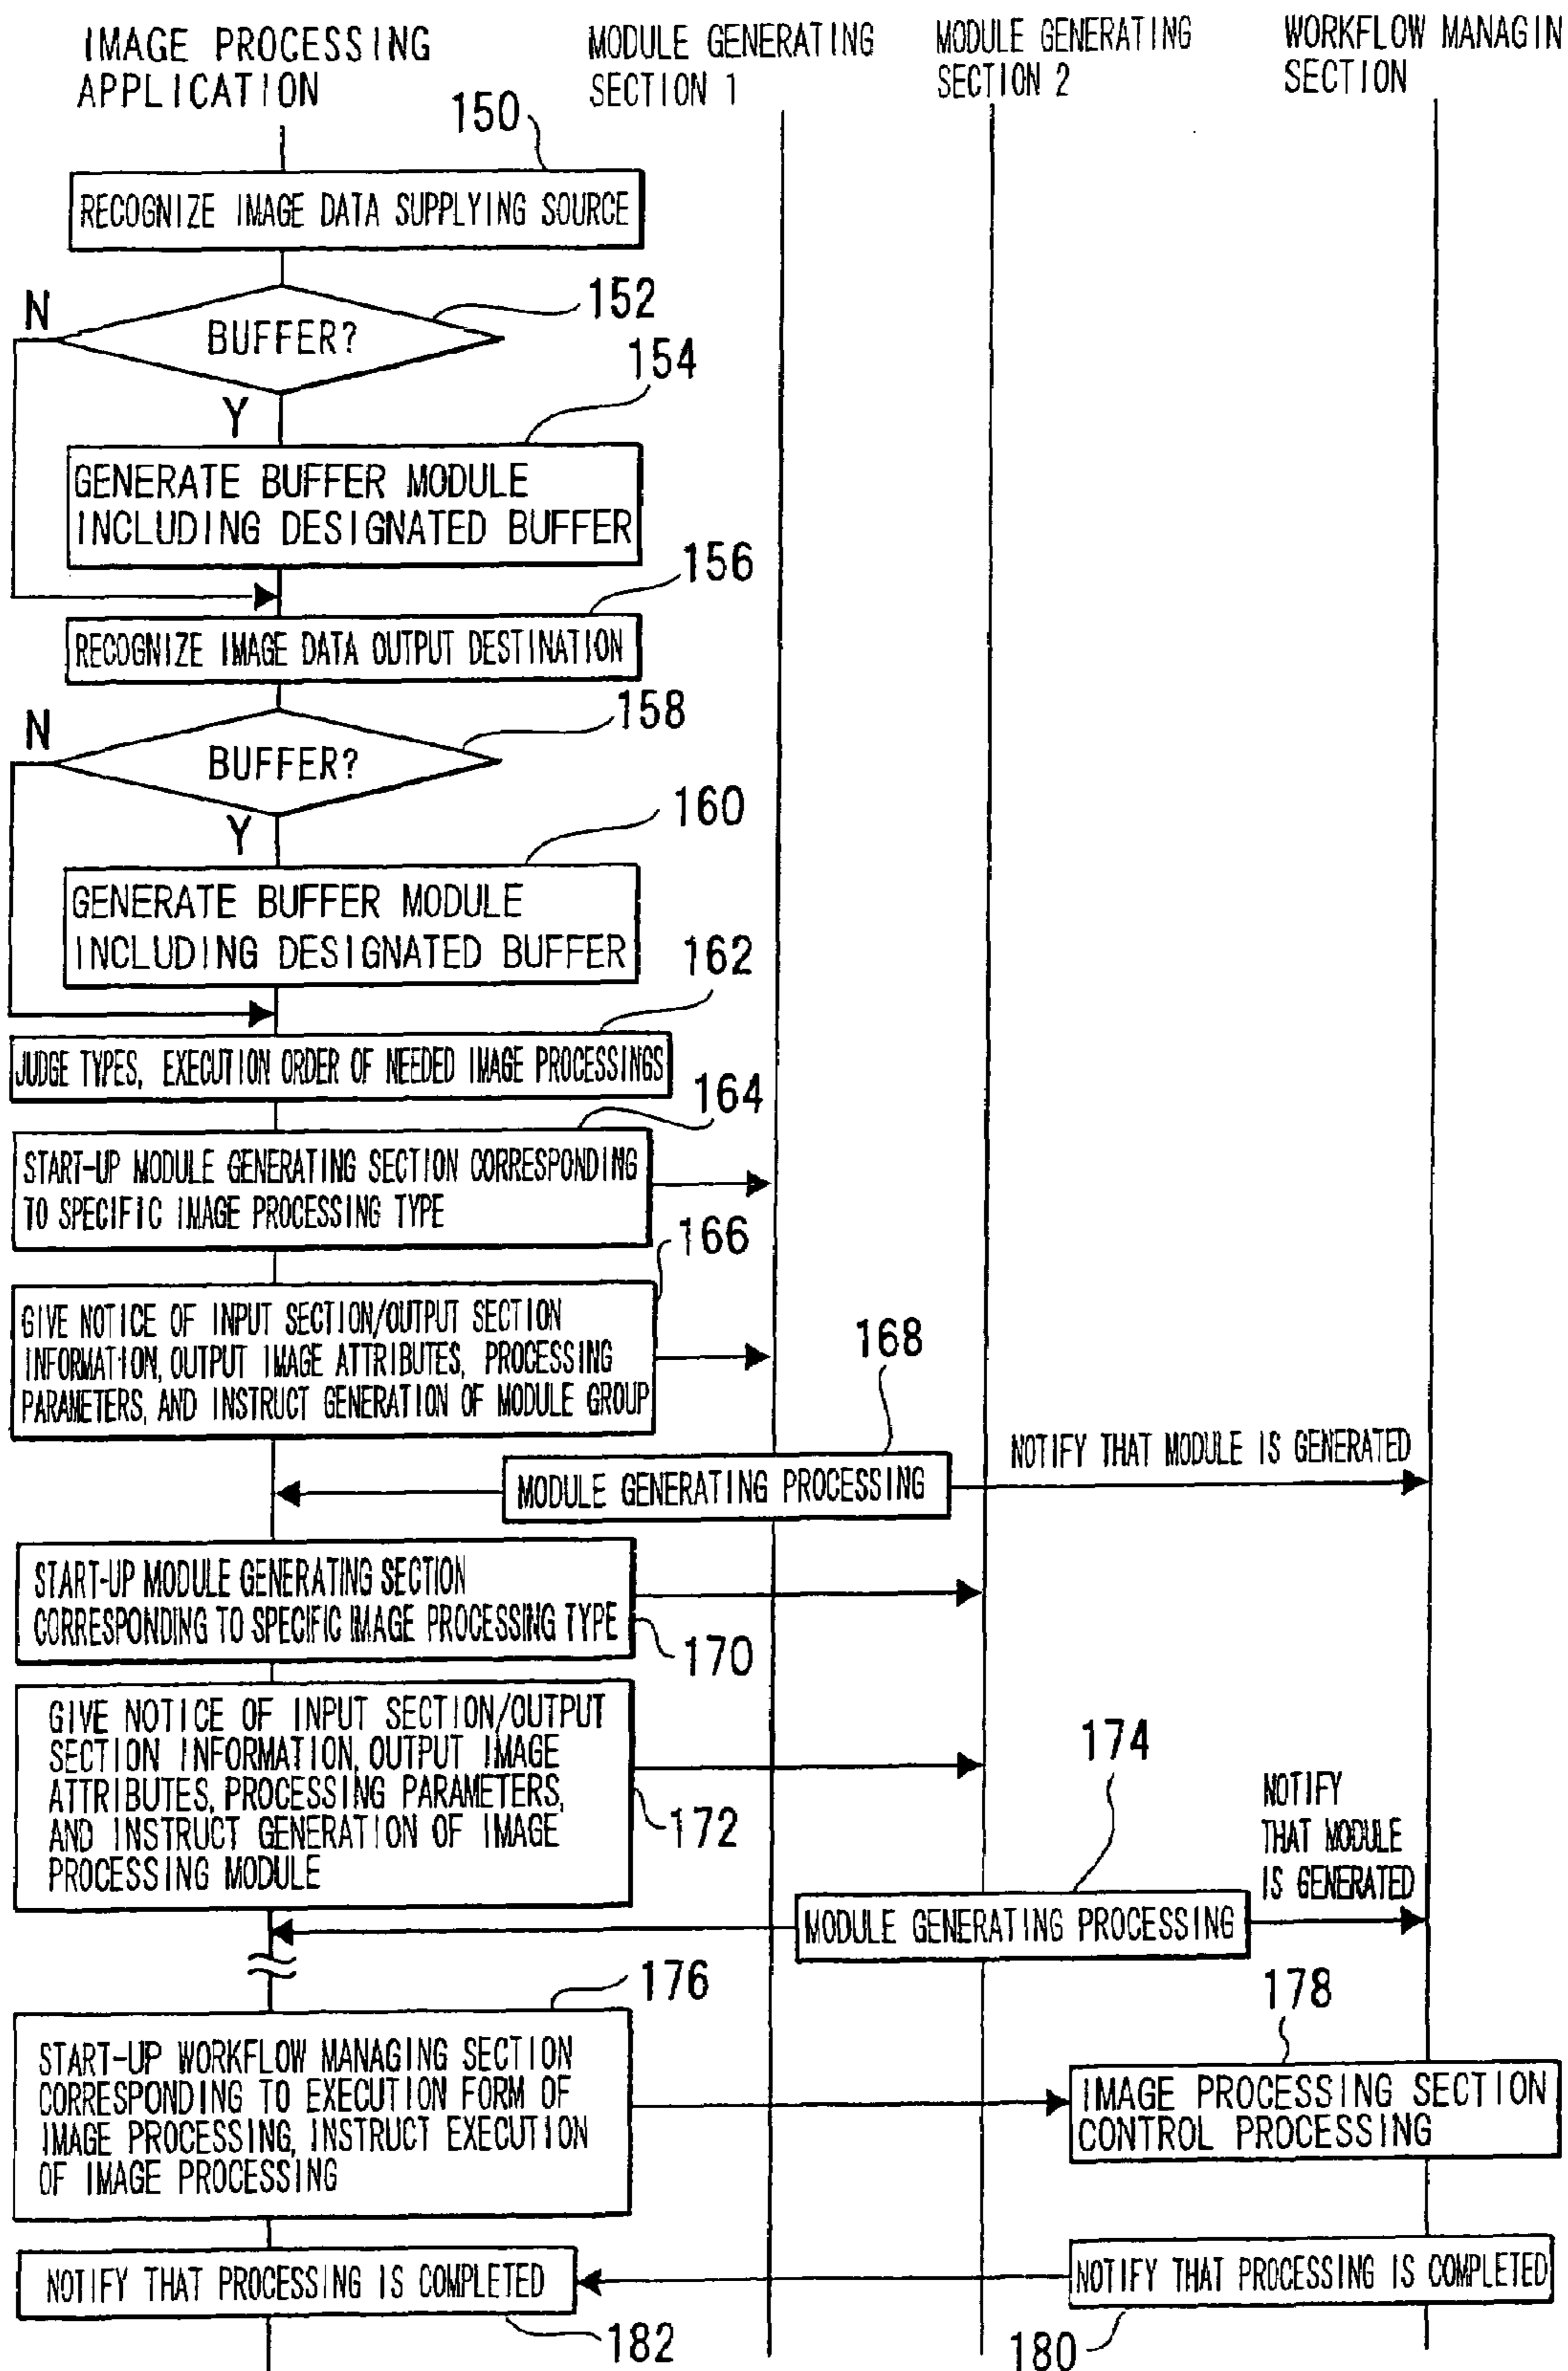 IMAGE PROCESSING
APPLICATION
MODULE GENERATING
SECTION 1
MODULE GENERATING
SECTION 2
WORKFLOW MANAGIN
SECTION
150
RECOGNIZE IMAGE DATA SUPPLYING SOURCE
152
N
BUFFER?
154
Y
GENERATE BUFFER MODULE
INCLUDING DESIGNATED BUFFER
156
RECOGNIZE IMAGE DATA OUTPUT DESTINATION
158
N
BUFFER?
160
Y
GENERATE BUFFER MODULE
INCLUDING DESIGNATED BUFFER
162
JUDGE TYPES, EXECUTION ORDER OF NEEDED IMAGE PROCESSINGS
164
START-UP MODULE GENERATING SECTION CORRESPONDING
TO SPECIFIC IMAGE PROCESSING TYPE
166
GIVE NOTICE OF INPUT SECTION/OUTPUT SECTION
INFORMATION, OUTPUT IMAGE ATTRIBUTES, PROCESSING
PARAMETERS, AND INSTRUCT GENERATION OF MODULE GROUP
168
MODULE GENERATING PROCESSING
NOTIFY THAT MODULE IS GENERATED
START-UP MODULE GENERATING SECTION
CORRESPONDING TO SPECIFIC IMAGE PROCESSING TYPE
170
GIVE NOTICE OF INPUT SECTION/OUTPUT
SECTION INFORMATION, OUTPUT IMAGE
ATTRIBUTES, PROCESSING PARAMETERS,
AND INSTRUCT GENERATION OF IMAGE
PROCESSING MODULE
172
174
MODULE GENERATING PROCESSING
NOTIFY
THAT MODULE
IS GENERATED
176
START-UP WORKFLOW MANAGING SECTION
CORRESPONDING TO EXECUTION FORM OF
IMAGE PROCESSING, INSTRUCT EXECUTION
OF IMAGE PROCESSING
178
IMAGE PROCESSING SECTION
CONTROL PROCESSING
NOTIFY THAT PROCESSING IS COMPLETED
182
NOTIFY THAT PROCESSING IS COMPLETED
180